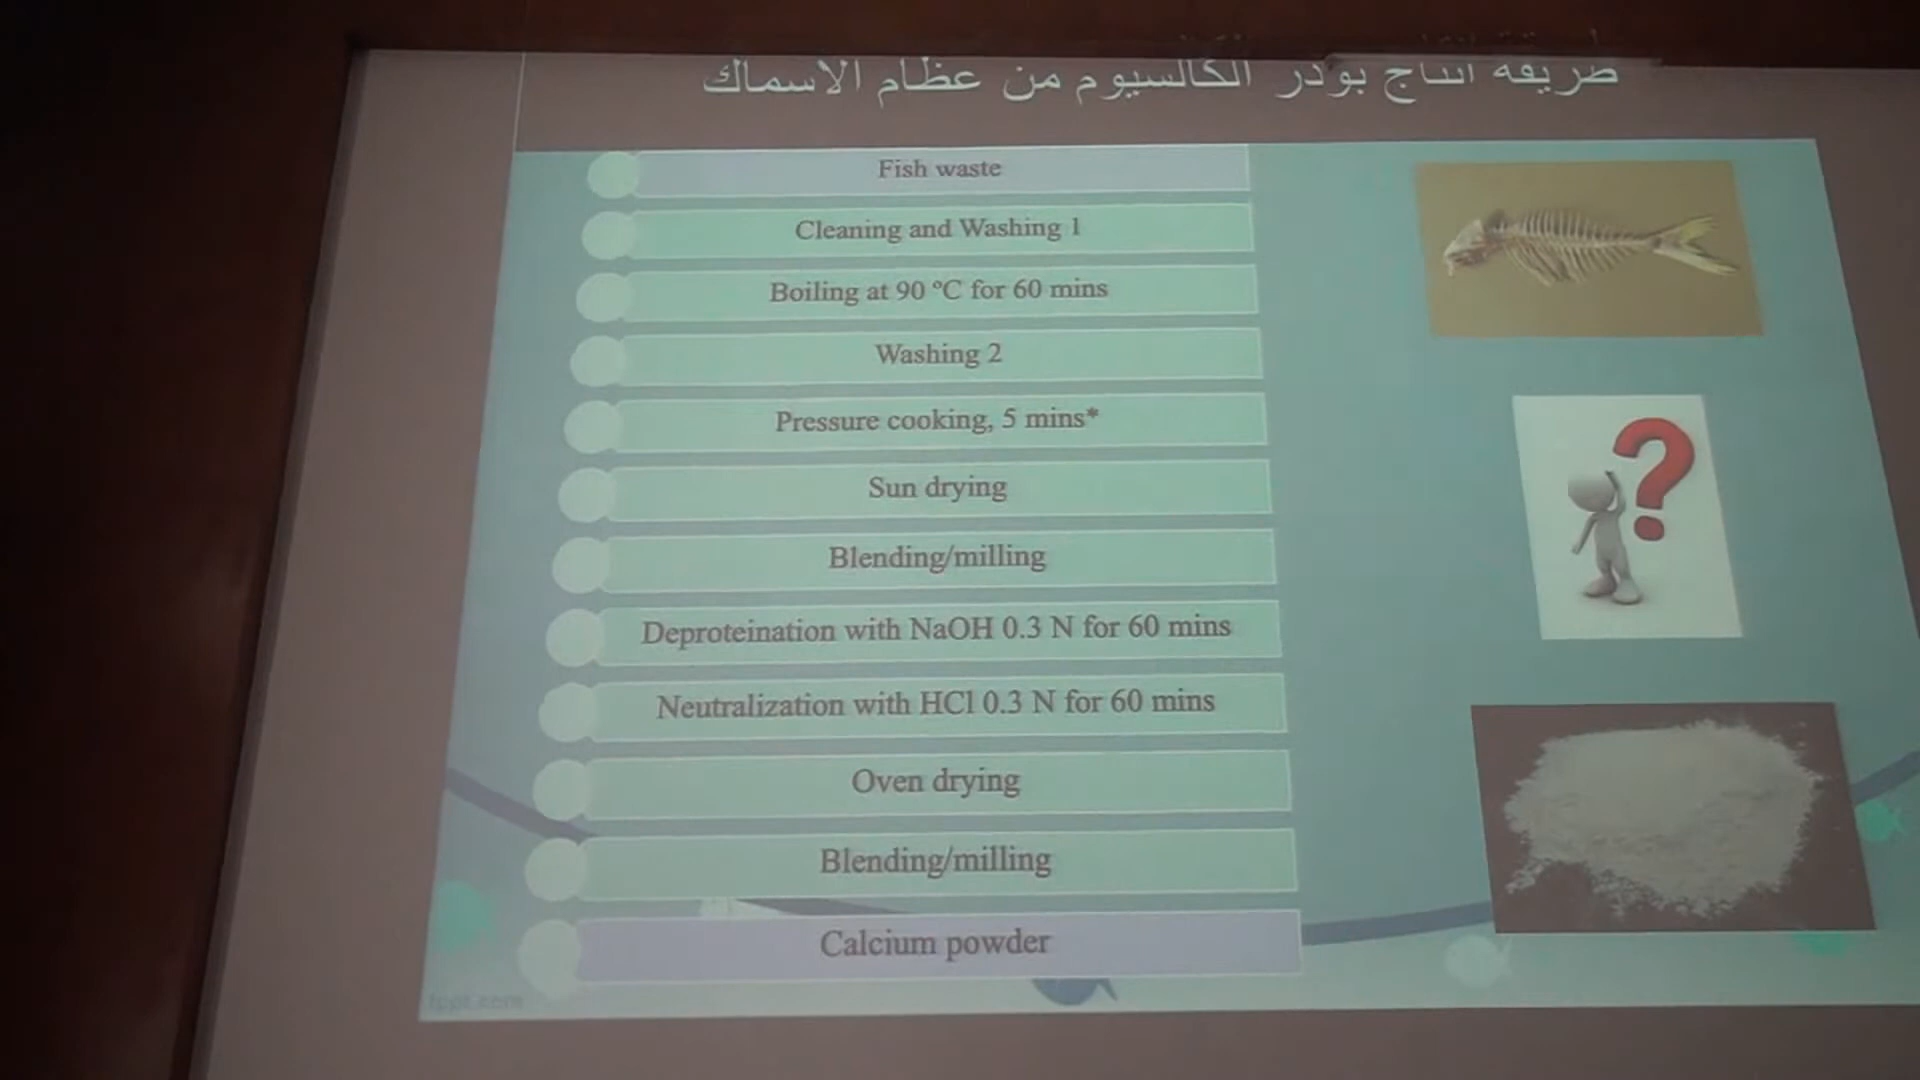 طريقة انتاج بودر الكالسيوم من عظام الاسماك
Fish waste
Cleaning and Washing 1
Boiling at 90 ºC for 60 mins
Washing 2
Pressure cooking, 5 mins*
Sun drying
Blending/milling
Deproteination with NaOH 0.3 N for 60 mins
Neutralization with HCl 0.3 N for 60 mins
Oven drying
Blending/milling
Calcium powder